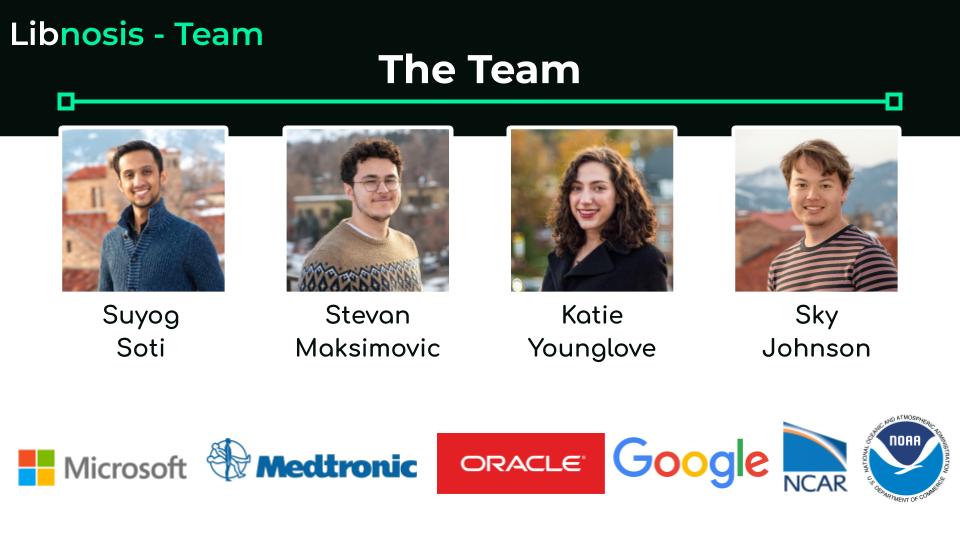 Libnosis - Team
The Team
Suyog
Soti
Stevan
Maksimovic
Katie
Younglove
Sky
Johnson
Microsoft
Medtronic
ORACLE
Google
NCAR
NATIONAL OCEANIC AND ATMOSPHERIC ADMINISTRATION
NOAA
U.S. DEPARTMENT OF COMMERCE